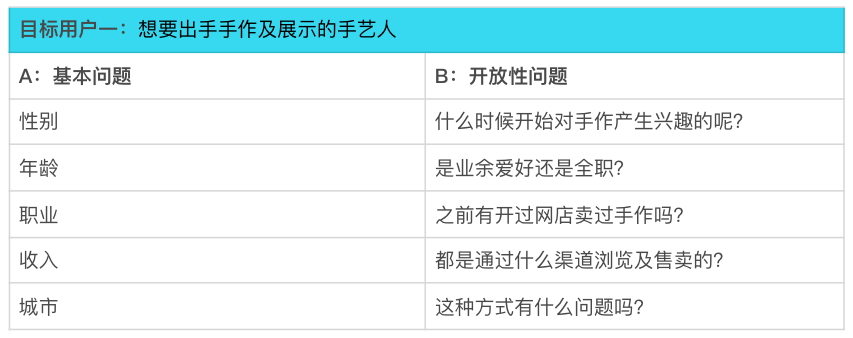 目标用户一：想要出手手作及展示的手艺人
A：基本问题 B：开放性问题
性别 什么时候开始对手作产生兴趣的呢？
年龄 是业余爱好还是全职？
职业 之前有开过网店卖过手作吗？
收入 都是通过什么渠道浏览及售卖的？
城市 这种方式有什么问题吗？